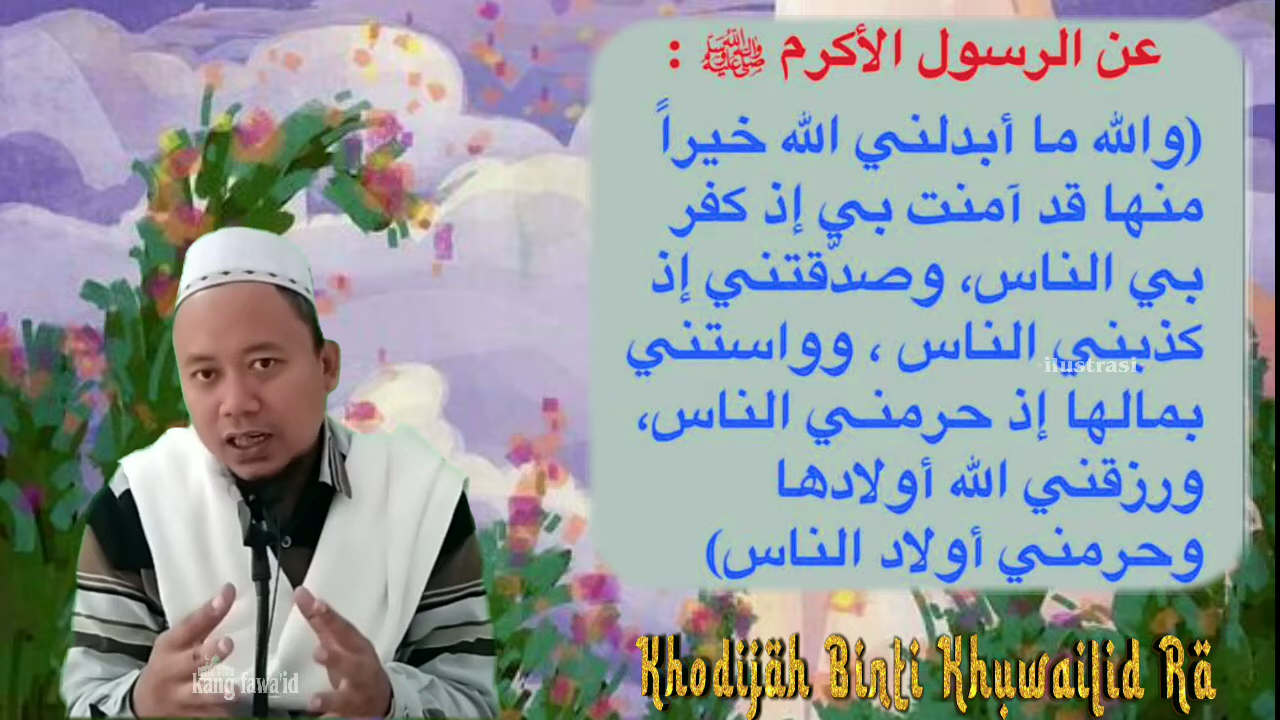 عن الرسول الأكرم ﷺ :
(والله ما أبدلني الله خيراً
منها قد آمنت بي إذ كفر
بي الناس، وصدّقتني إذ
كذبني الناس ، وواستني
ilustrasi
بمالها إذ حرمني الناس،
ورزقني الله أولادها
وحرمني أولاد الناس)
Khodijäh Binti Khuwailid Rä
kang fawa'id